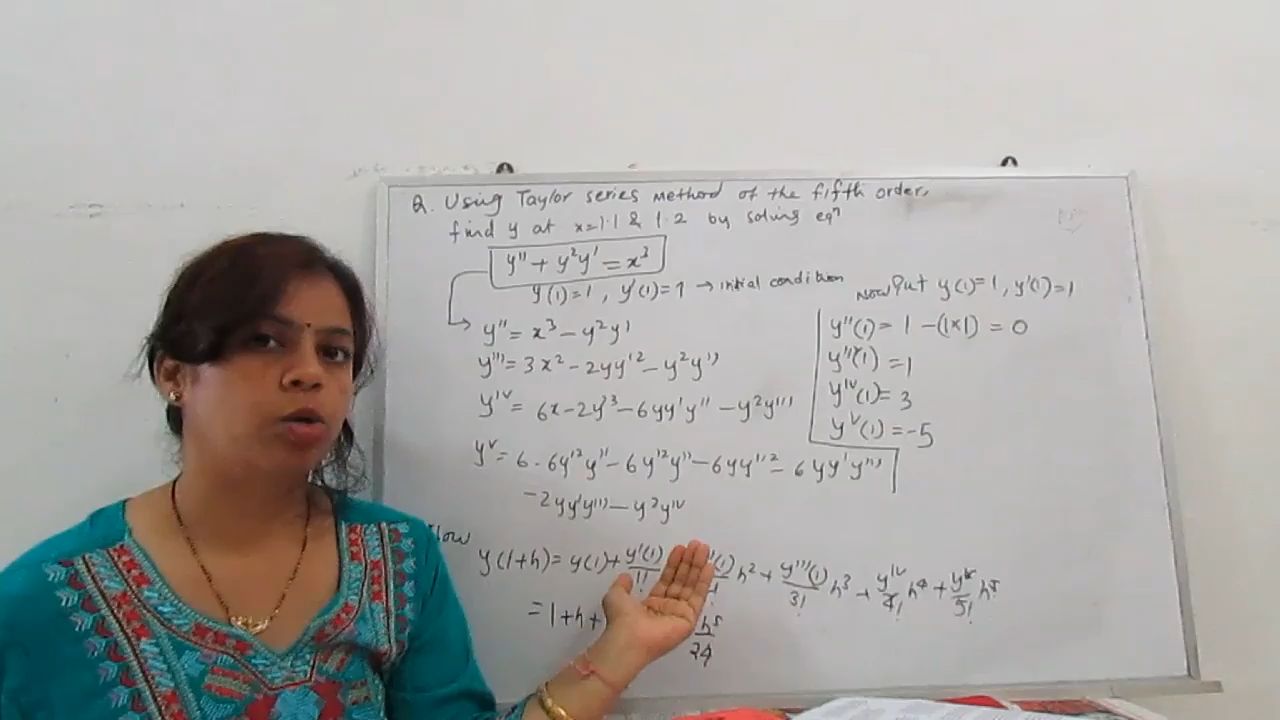 Q. Using Taylor series method of the fifth order,
find y at x=1.1 & 1.2 by solving eqⁿ
y'' + y²y' = x³
y(1)=1, y'(1)=1 → initial condition
y'' = x³ - y²y'
y''' = 3x² - 2yy'² - y²y''
yⁱᵛ = 6x - 2y'³ - 6yy'y'' - y²y'''
yᵛ = 6 - 6y'²y'' - 6y'²y'' - 6yy''² - 6yy'y'''
- 2yy'y''' - y²yⁱᵛ
Now Put y(1)=1, y'(1)=1
y''(1) = 1 - (1×1) = 0
y'''(1) = 1
yⁱᵛ(1) = 3
yᵛ(1) = -5
Now
y(1+h) = y(1) + y'(1)/1! (1)/! h² + y'''(1)/3! h³ + yⁱᵛ/4! h⁴ + yᵛ/5! h⁵
= 1 + h + h⁵/24